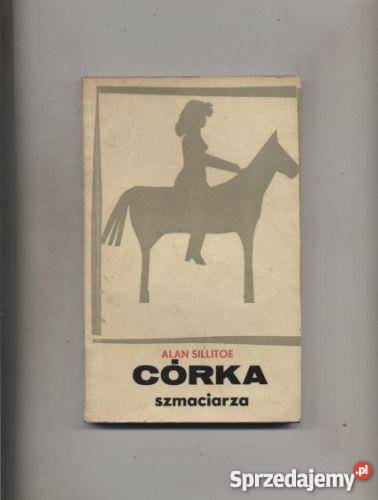 ALAN SILLITOE
CÓRKA
szmaciarza
Sprzedajemy.pl